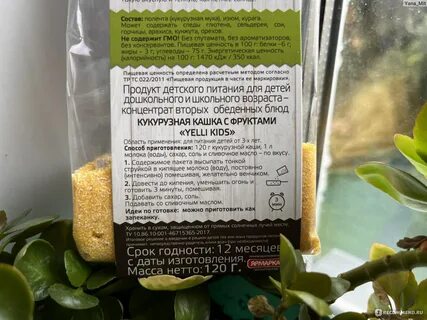 Yana_Mill
Состав: полента (кукурузная мука), изюм, курага.
Может содержать следы глютена, сельдерея, сои,
горчицы, арахиса, кунжута, орехов.
Не содержит ГМО! Без глутамата, без ароматизаторов,
без консервантов. Пищевая ценность в 100 г: белки - 6 г,
жиры - 3 г; углеводы - 75 г. Энергетическая ценность
(калорийность) на 100 г: 1470 кДж / 350 ккал.
Пищевая ценность определена расчетным методом согласно
ТР ТС 022/2011 «Пищевая продукция в части ее маркировки».
Продукт детского питания для детей
дошкольного и школьного возраста–
концентрат вторых обеденных блюд
КУКУРУЗНАЯ КАШКА С ФРУКТАМИ
«YELLI KIDS»
Область применения: для питания детей от 3-х лет.
Способ приготовления: 120 г кукурузной каши, 1 л
молока (воды), сахар, соль и сливочное масло – по вкусу.
1. Содержимое пакета высыпать тонкой
струйкой в кипящее молоко (воду), постоянно
(интенсивно) помешивая, желательно венчиком.
2. Довести до кипения, уменьшить огонь и
готовить 3 минуты, помешивая.
3. Добавить сахар, соль.
Подавать со сливочным маслом.
Идеи по готовке: можно приготовить как
запеканку.
3
Хранить в сухом, защищенном от прямых солнечных лучей месте.
ТУ 10.86.10-001-46715365-2017
Срок годности: 12 месяцев
с даты изготовления.
Масса нетто: 120 Г.
ЯРМАРКА
IRECOMMEND.RU